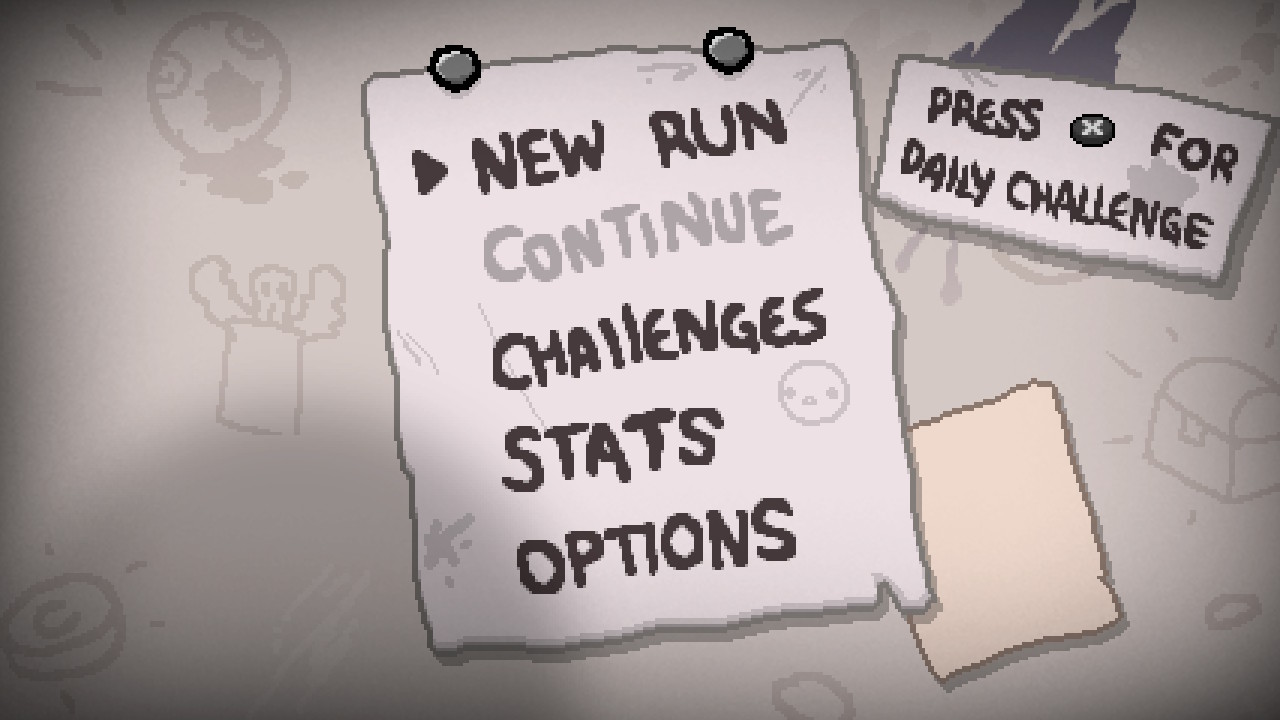 NEW RUN
CONTINUE
CHALLENGES
STATS
OPTIONS
PRESS X FOR
DAILY CHALLENGE